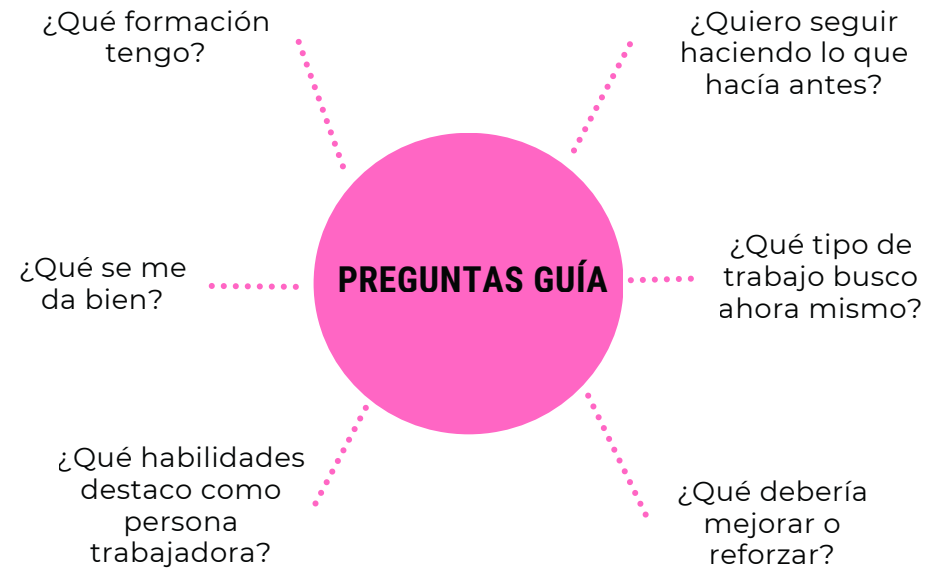 ¿Qué formación
tengo?
¿Quiero seguir
haciendo lo que
hacía antes?
¿Qué se me
da bien?
PREGUNTAS GUÍA
¿Qué tipo de
trabajo busco
ahora mismo?
¿Qué habilidades
destaco como
persona
trabajadora?
¿Qué debería
mejorar o
reforzar?